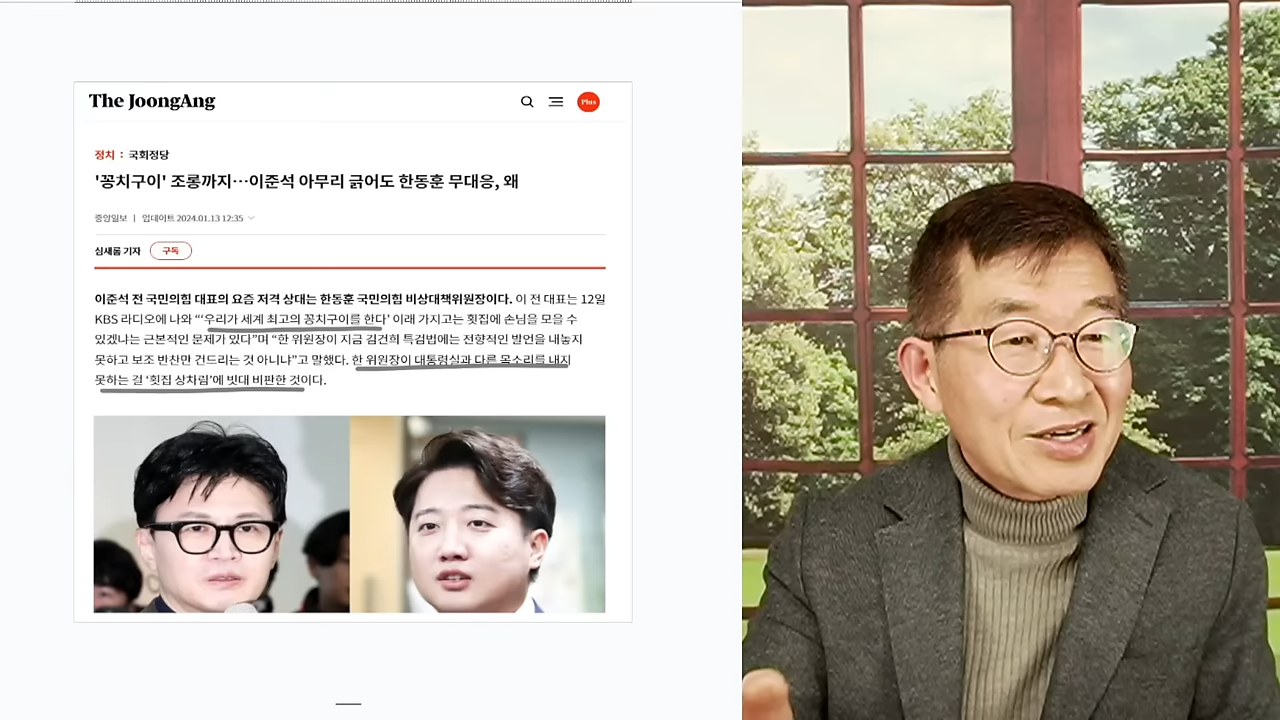 The JoongAng
Plus
정치 : 국회정당
'꽁치구이' 조롱까지…이준석 아무리 긁어도 한동훈 무대응, 왜
중앙일보 | 업데이트 2024.01.13 12:35
심새롬 기자 구독
이준석 전 국민의힘 대표의 요즘 저격 상대는 한동훈 국민의힘 비상대책위원장이다. 이 전 대표는 12일
KBS 라디오에 나와 “‘우리가 세계 최고의 꽁치구이를 한다’ 이래 가지고는 횟집에 손님을 모을 수
있겠냐는 근본적인 문제가 있다”며 “한 위원장이 지금 김건희 특검법에는 전향적인 발언을 내놓지
못하고 보조 반찬만 건드리는 것 아니냐”고 말했다. 한 위원장이 대통령실과 다른 목소리를 내지
못하는 걸 ‘횟집 상차림’에 빗대 비판한 것이다.